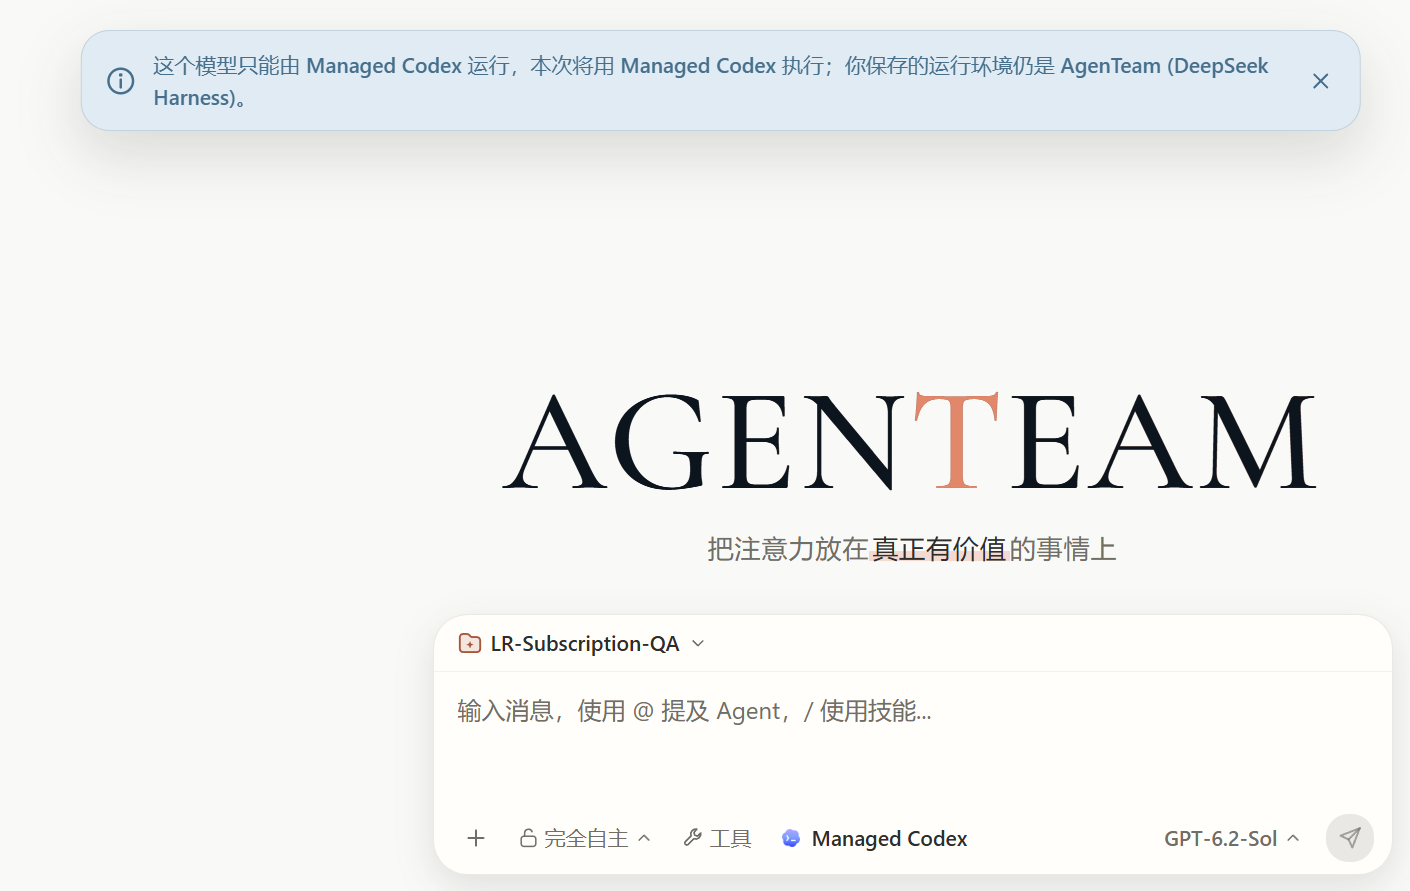 这个模型只能由 Managed Codex 运行，本次将用 Managed Codex 执行；你保存的运行环境仍是 AgenTeam (DeepSeek
Harness)。
AGENTEAM
把注意力放在真正有价值的事情上
LR-Subscription-QA
输入消息，使用 @ 提及 Agent，/ 使用技能...
完全自主 工具 Managed Codex GPT-6.2-Sol